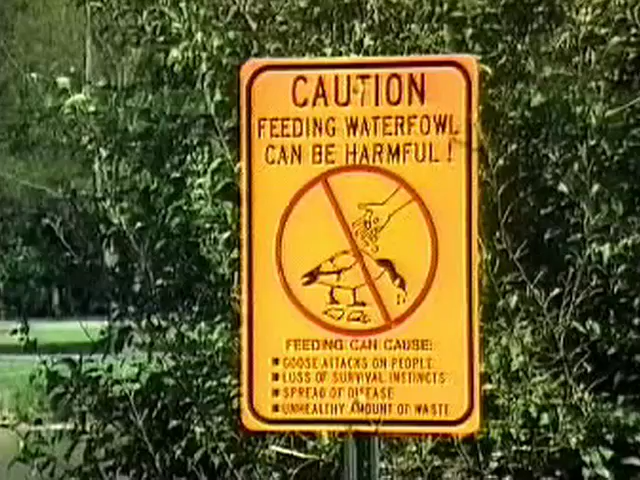 CAUTION
FEEDING WATERFOWL
CAN BE HARMFUL!
FEEDING CAN CAUSE:
GOOSE ATTACKS ON PEOPLE
LOSS OF SURVIVAL INSTINCTS
SPREAD OF DISEASE
UNHEALTHY AMOUNT OF WASTE